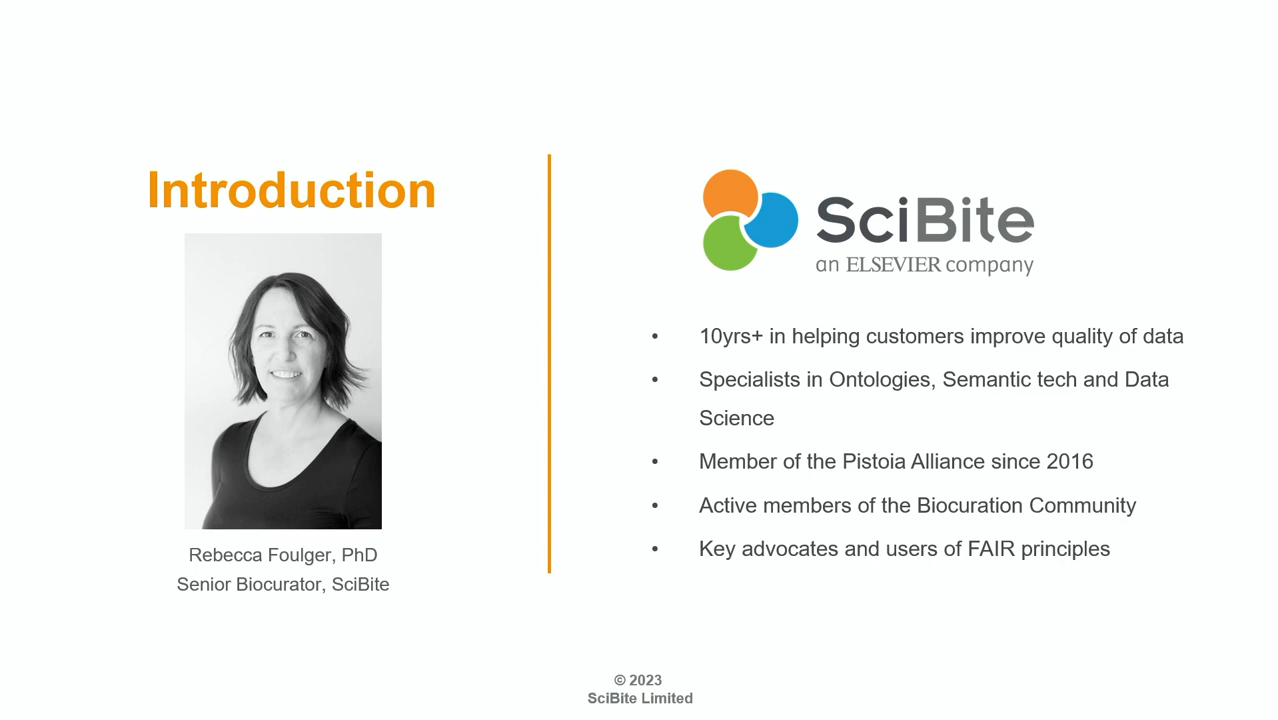 Introduction
Rebecca Foulger, PhD
Senior Biocurator, SciBite
SciBite
an ELSEVIER company
• 10yrs+ in helping customers improve quality of data
• Specialists in Ontologies, Semantic tech and Data
Science
• Member of the Pistoia Alliance since 2016
• Active members of the Biocuration Community
• Key advocates and users of FAIR principles
© 2023
SciBite Limited